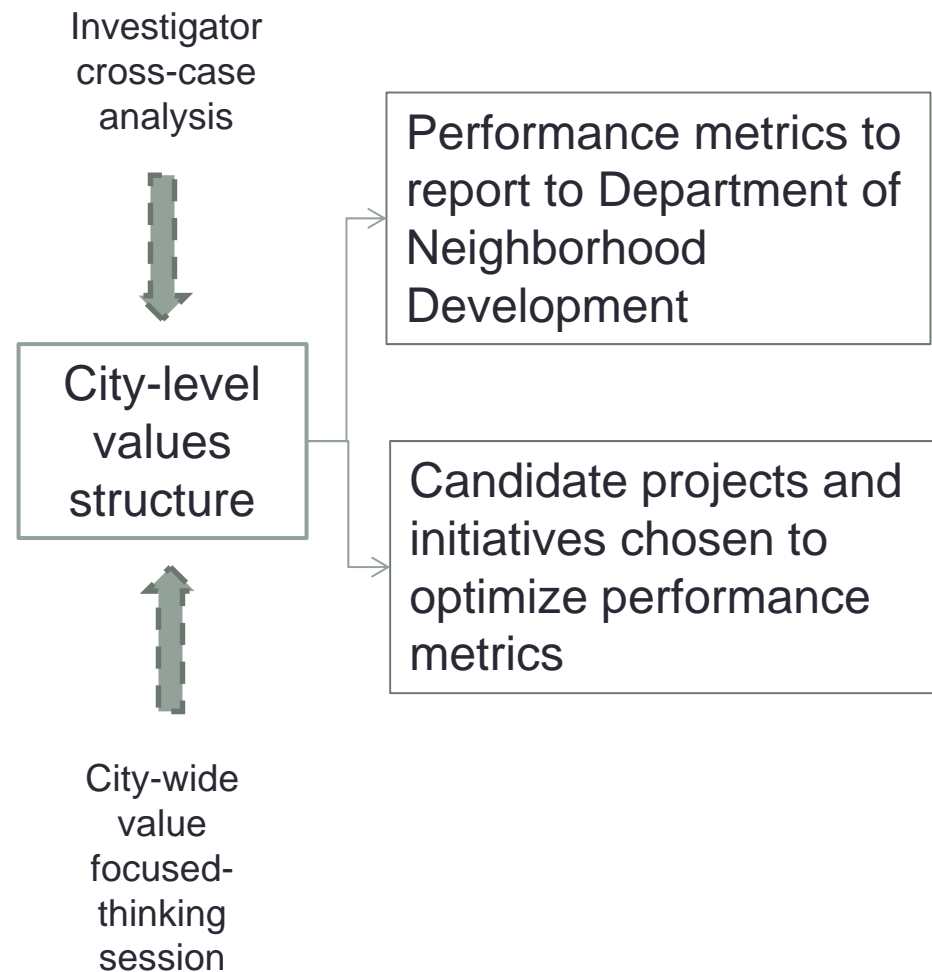 Investigator
cross-case
analysis
Performance metrics to
report to Department of
Neighborhood
Development
City-level
values
structure
Candidate projects and
initiatives chosen to
optimize performance
metrics
City-wide
value
focused-
thinking
session